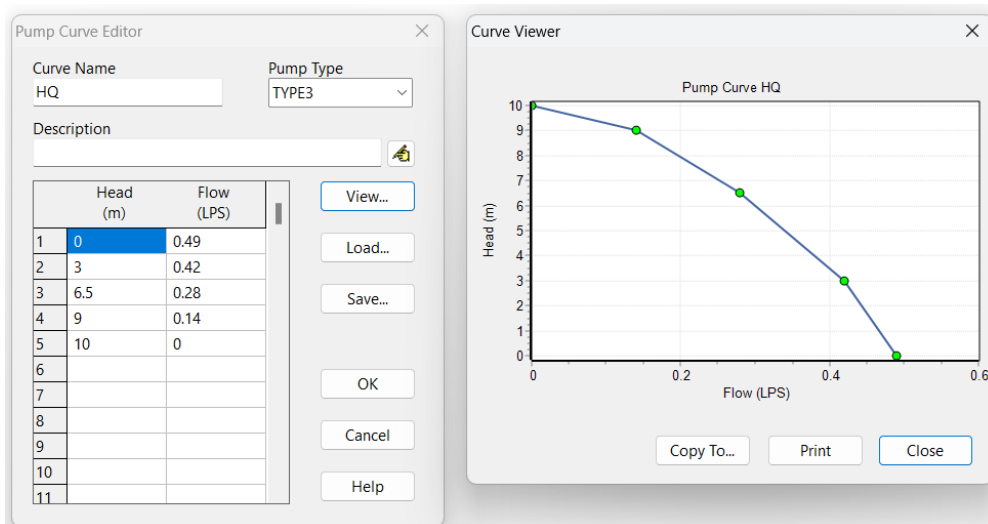 Pump Curve Editor
Curve Name
Pump Type
HQ
TYPE3
Description
Head
(m)
Flow
(LPS)
1 0 0.49
2 3 0.42
3 6.5 0.28
4 9 0.14
5 10 0
6
7
8
9
10
11
View...
Load...
Save...
OK
Cancel
Help
Curve Viewer
Pump Curve HQ
Head (m)
10
9
8
7
6
5
4
3
2
1
0
0 0.2 0.4 0.6
Flow (LPS)
Copy To...
Print
Close